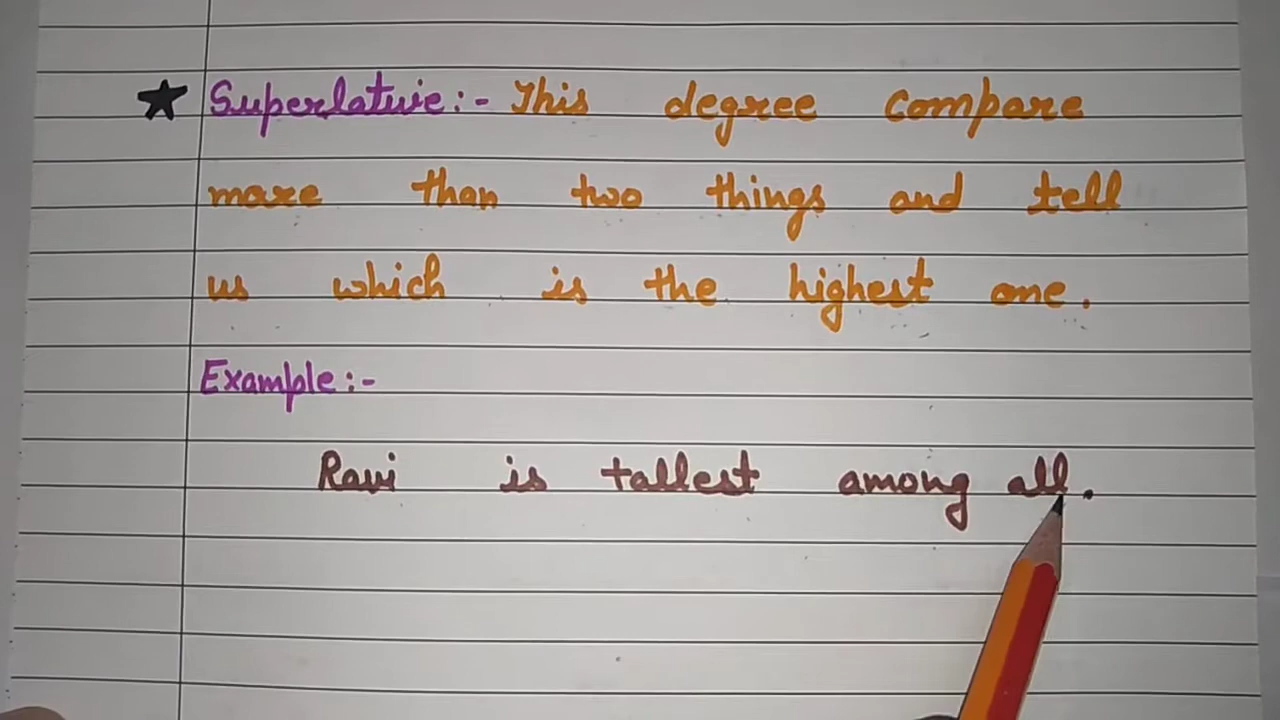 ★ Superlative:- This degree compare
more than two things and tell
us which is the highest one.
Example:-
Ravi is tallest among all.